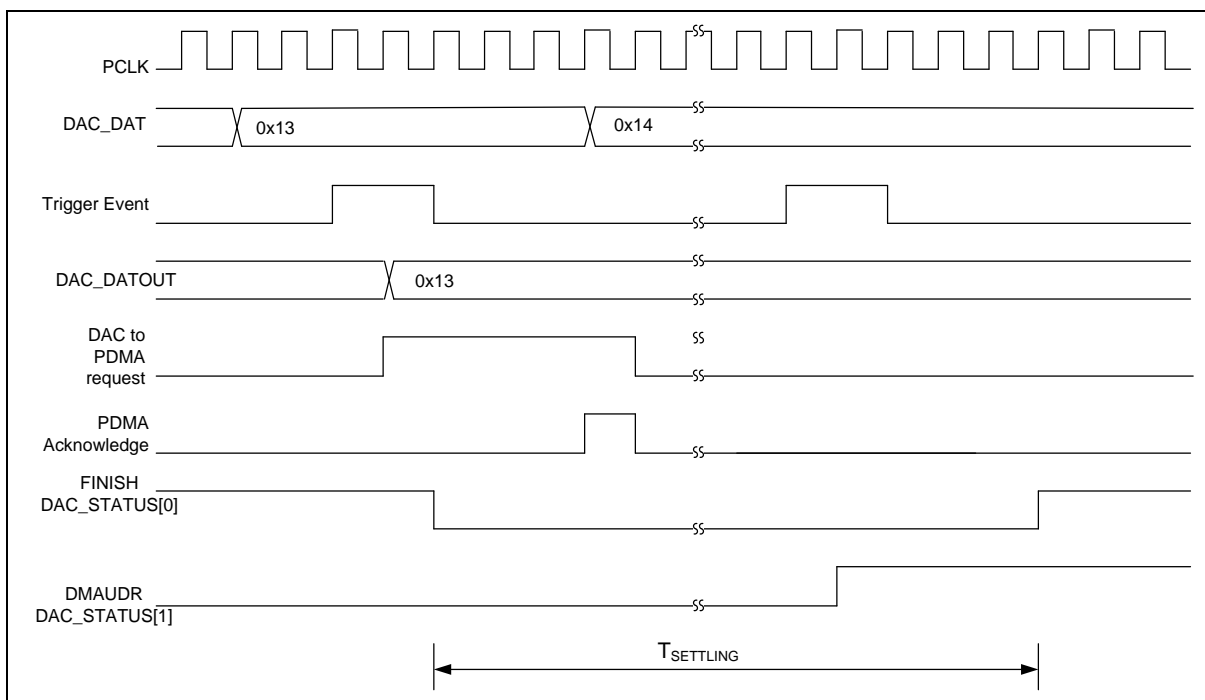 PCLK
DAC_DAT
0x13
0x14
Trigger Event
DAC_DATOUT
0x13
DAC to
PDMA
request
PDMA
Acknowledge
FINISH
DAC_STATUS[0]
DMAUDR
DAC_STATUS[1]
TSETTLING